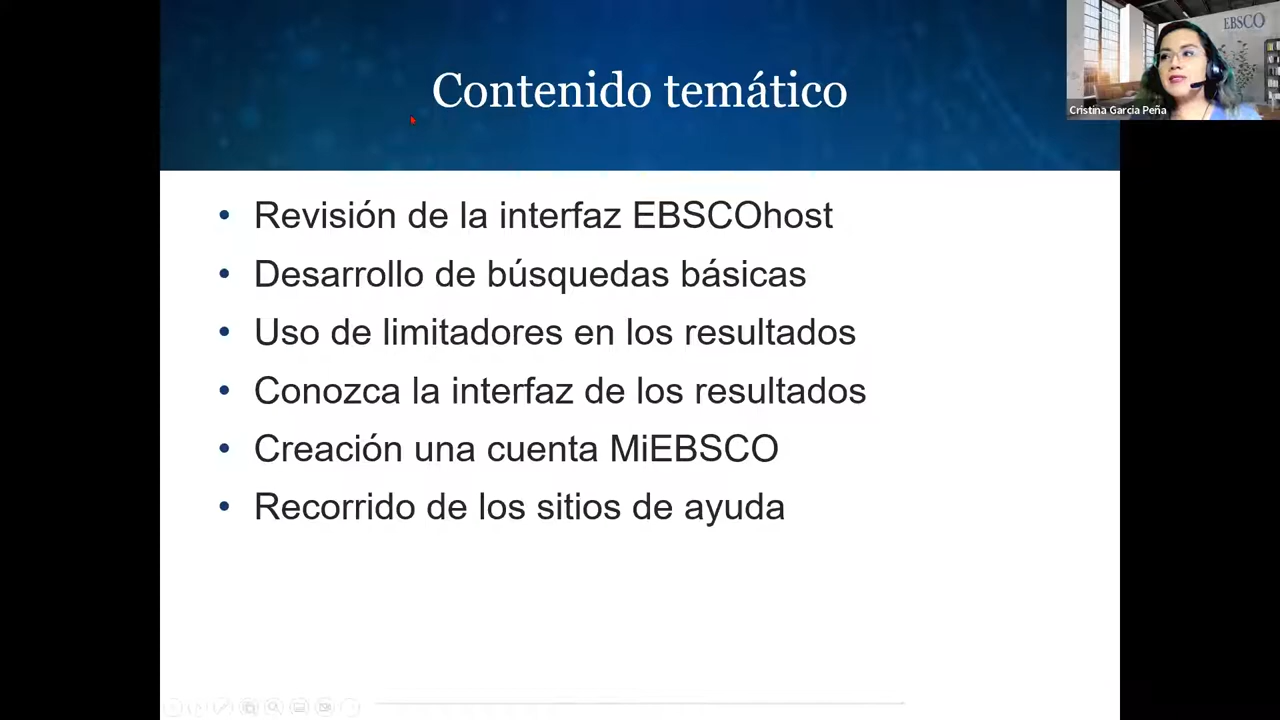 Contenido temático
EBSCO
Cristina Garcia Peña
• Revisión de la interfaz EBSCOhost
• Desarrollo de búsquedas básicas
• Uso de limitadores en los resultados
• Conozca la interfaz de los resultados
• Creación una cuenta MiEBSCO
• Recorrido de los sitios de ayuda